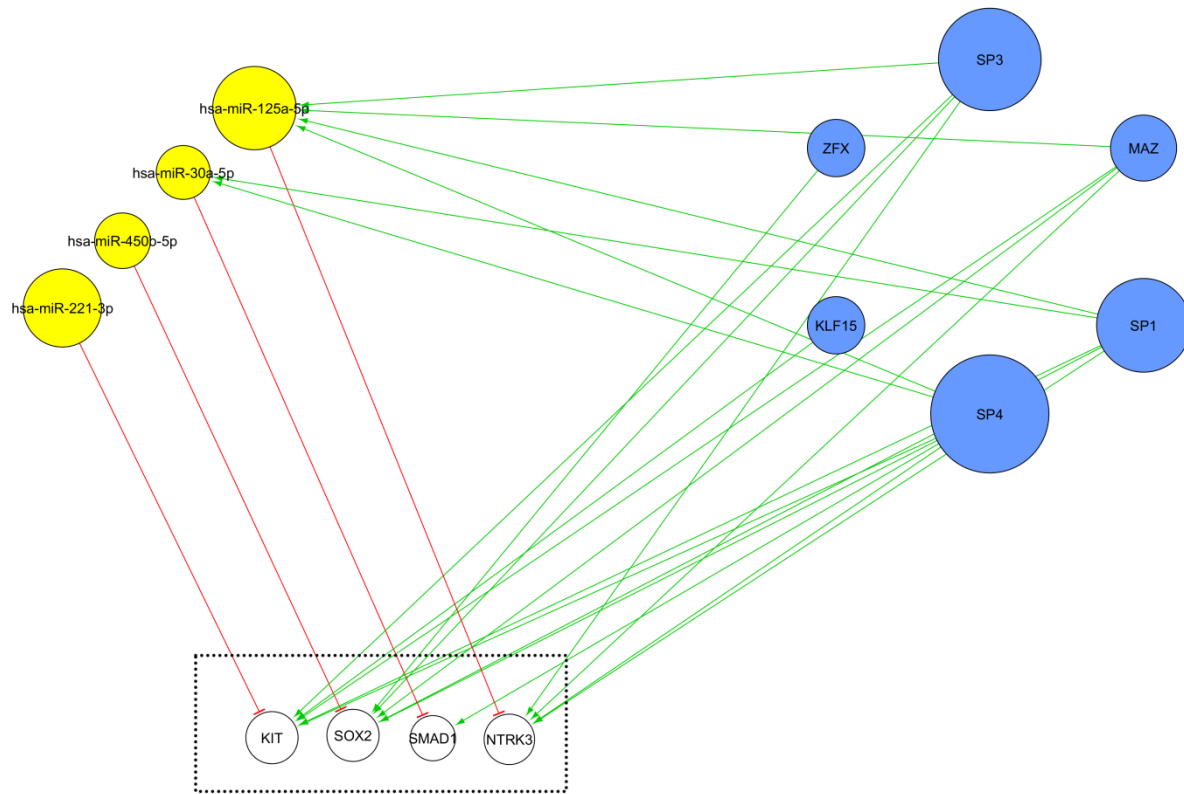 SP3
hsa-miR-125a-5p
ZFX
MAZ
hsa-miR-30a-5p
hsa-miR-450b-5p
hsa-miR-221-3p
KLF15
SP1
SP4
KIT
SOX2
SMAD1
NTRK3